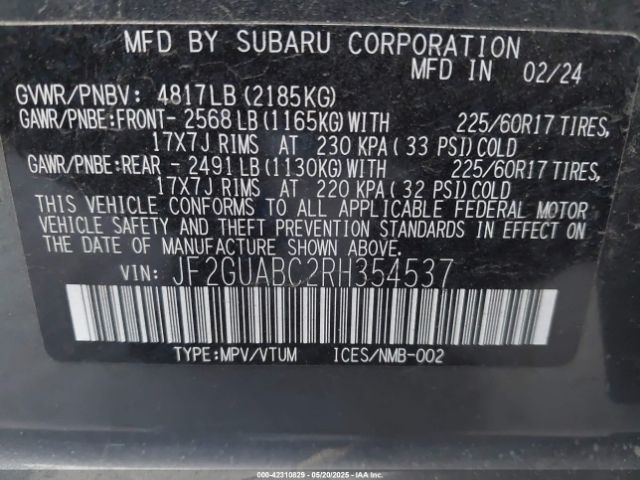 MFD BY SUBARU CORPORATION
MFD IN 02/24
GVWR/PNBV: 4817LB (2185KG)
GAWR/PNBE:FRONT- 2568 LB (1165KG) WITH 225/60R17 TIRES,
17X7J RIMS AT 230 KPA ( 33 PSI) COLD
GAWR/PNBE:REAR - 2491 LB (1130KG) WITH 225/60R17 TIRES,
17X7J RIMS AT 220 KPA ( 32 PSI) COLD
THIS VEHICLE CONFORMS TO ALL APPLICABLE FEDERAL MOTOR
VEHICLE SAFETY AND THEFT PREVENTION STANDARDS IN EFFECT ON
THE DATE OF MANUFACTURE SHOWN ABOVE.
VIN: JF2GUABC2RH354537
TYPE:MPV/VTUM ICES/NMB-002
000-42310829 - 05/20/2025 - IAAI.COM